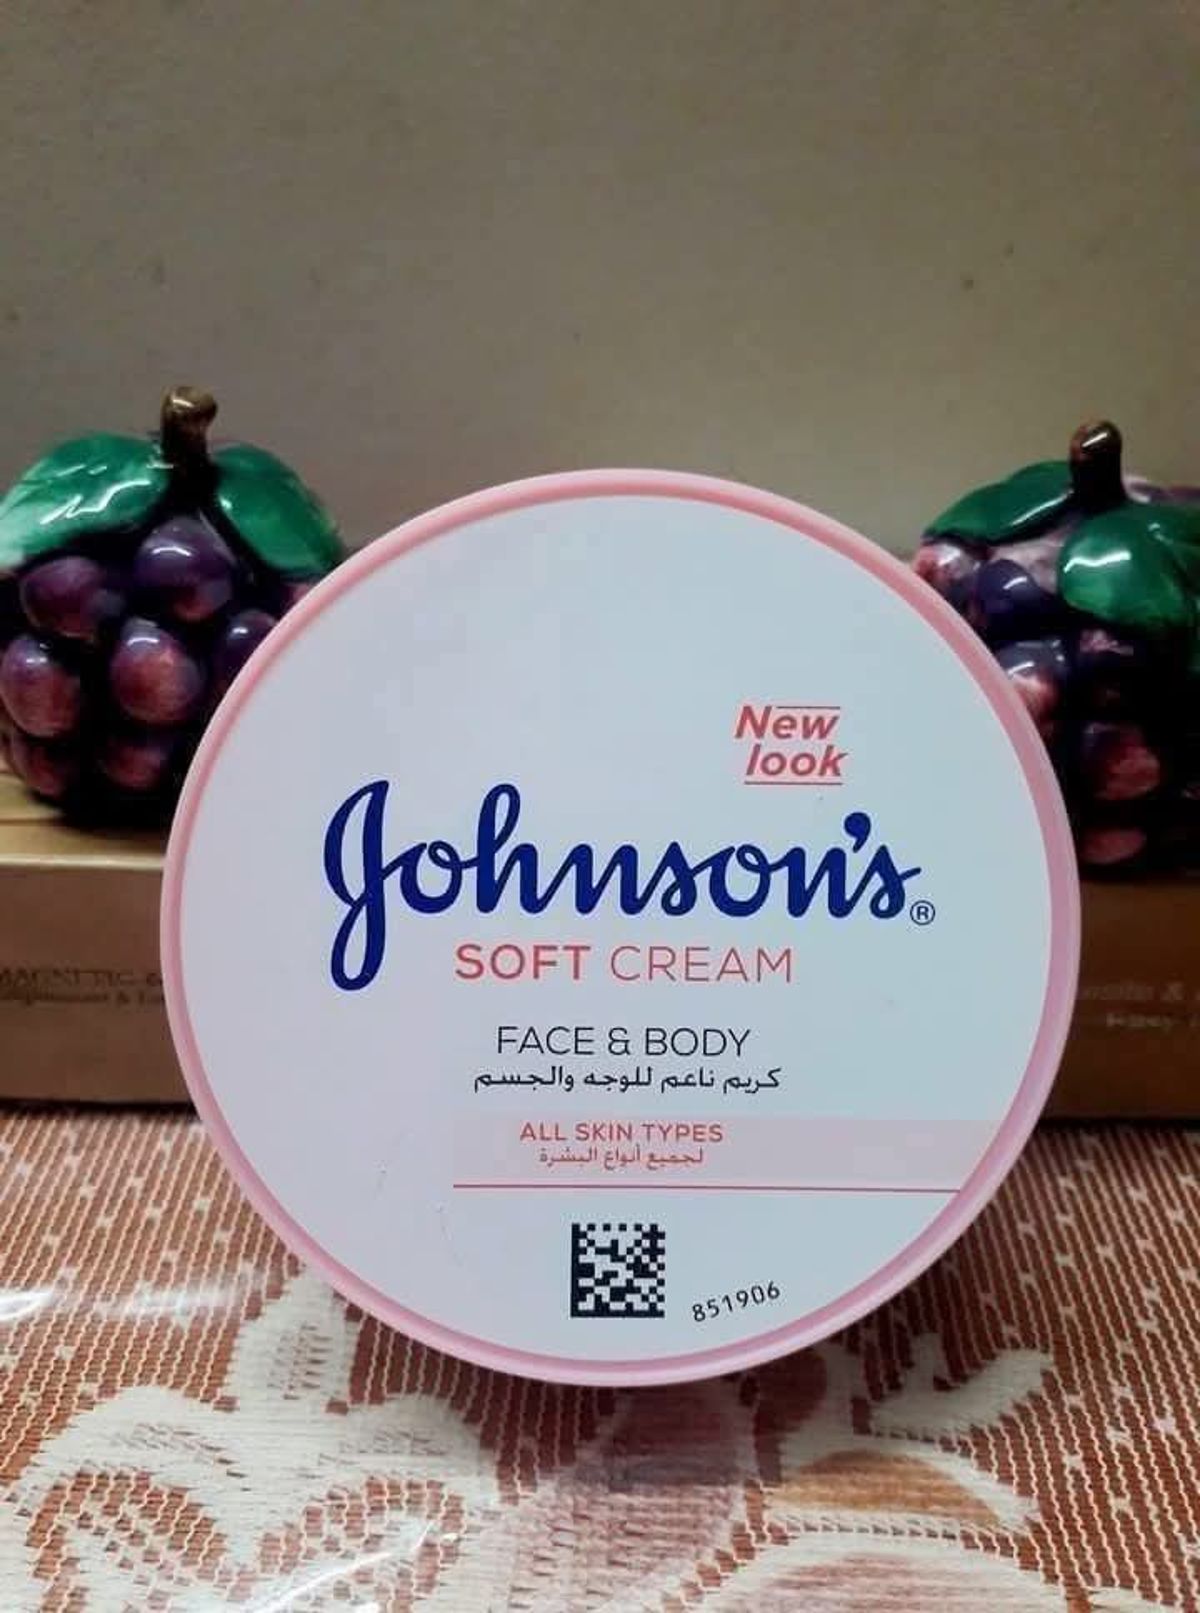 New
look
Johnson's®
SOFT CREAM
FACE & BODY
كريم ناعم للوجه والجسم
ALL SKIN TYPES
لجميع أنواع البشرة
851906